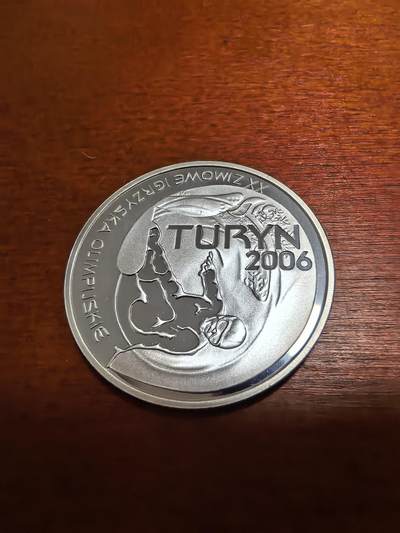 XX ZIMOWE IGRZYSKA OLIMPIJSKIE
TURYN
2006